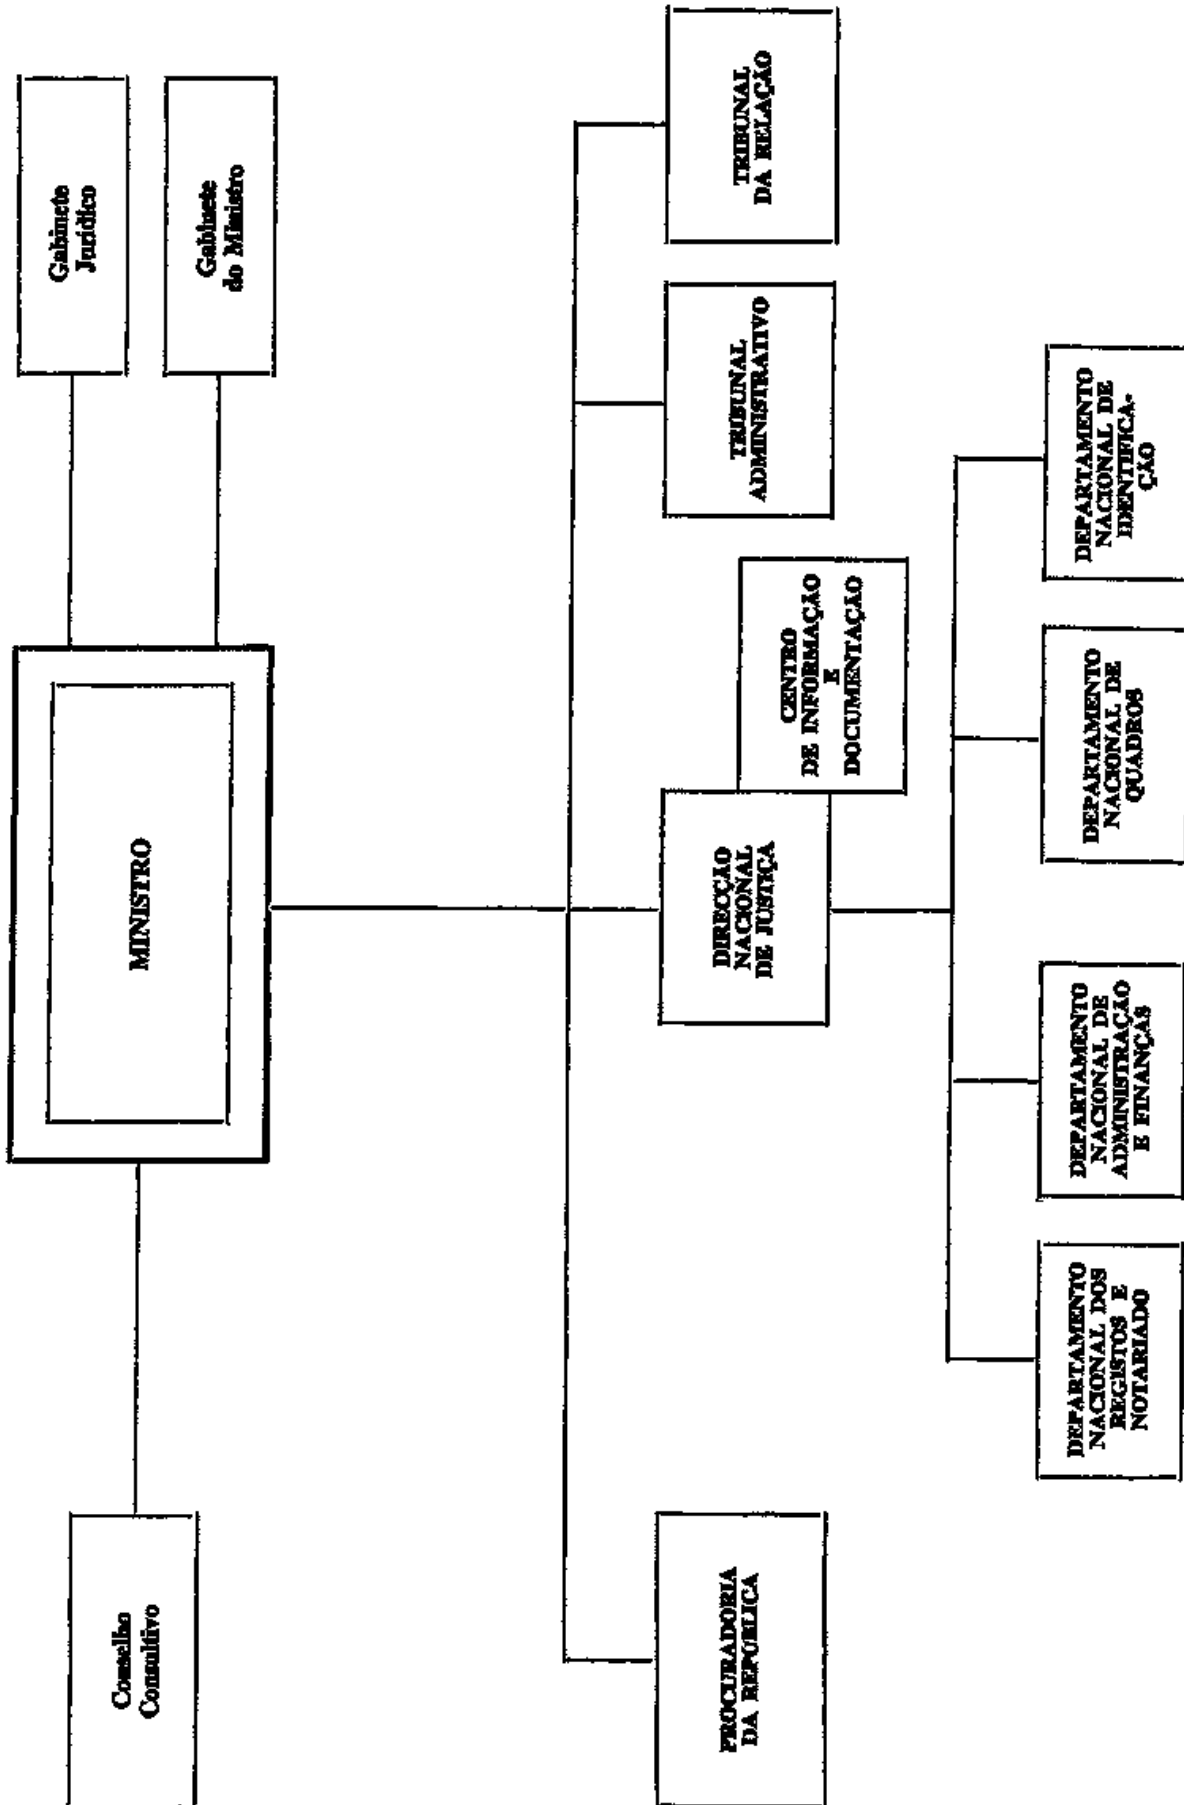 Conselho
Consultivo
MINISTRO
Gabinete
Jurídico
Gabinete
do Ministro
PROCURADORIA
DA REPÚBLICA
DIRECÇÃO
NACIONAL
DE JUSTIÇA
CENTRO
DE INFORMAÇÃO
E
DOCUMENTAÇÃO
TRIBUNAL
ADMINISTRATIVO
TRIBUNAL
DA RELAÇÃO
DEPARTAMENTO
NACIONAL DOS
REGISTOS E
NOTARIADO
DEPARTAMENTO
NACIONAL DE
ADMINISTRAÇÃO
E FINANÇAS
DEPARTAMENTO
NACIONAL DE
QUADROS
DEPARTAMENTO
NACIONAL DE
IDENTIFICA-
ÇÃO